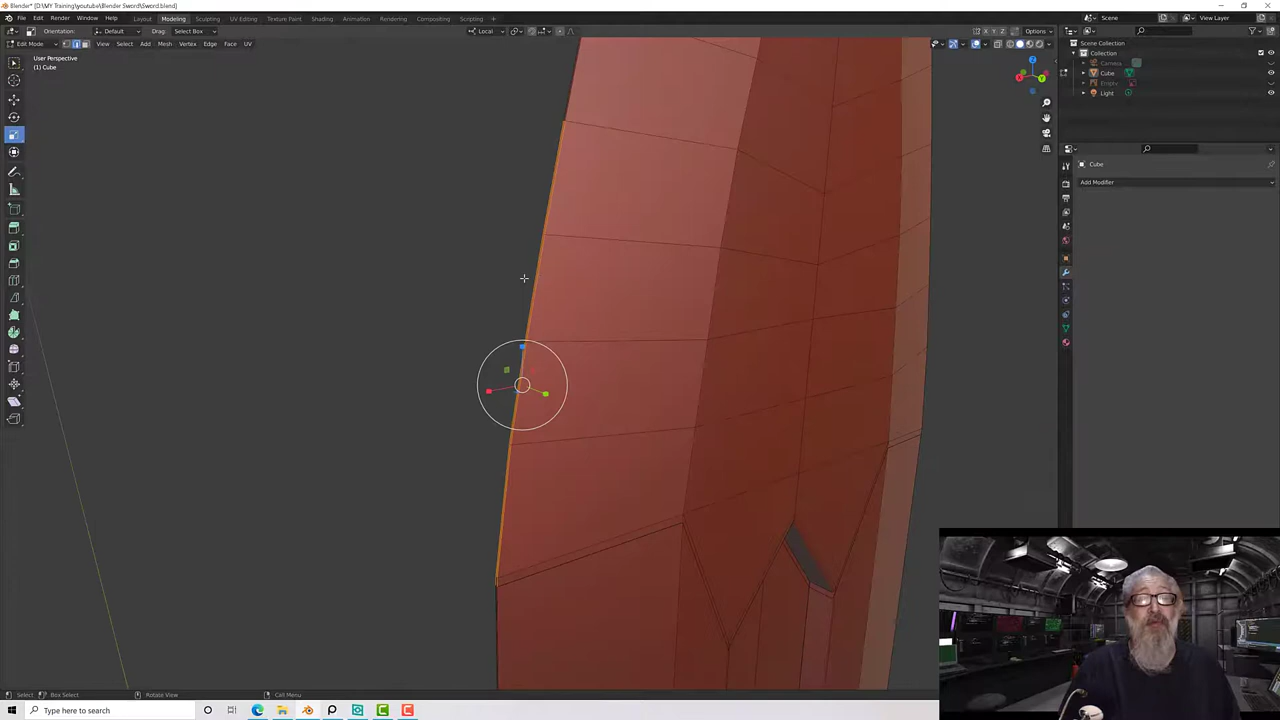 Blender* [D:\MY Training\youtube\Blender Sword\Sword.blend]
File Edit Render Window Help Layout Modeling Sculpting UV Editing Texture Paint Shading Animation Rendering Compositing Scripting Scene View Layer
Orientation: Default Drag: Select Box Local Options
Edit Mode View Select Add Mesh Vertex Edge Face UV
User Perspective
(1) Cube
Scene Collection
Collection
Camera
Cube
Empty
Light
Cube
Add Modifier
Select Box Select Rotate View Call Menu
Type here to search